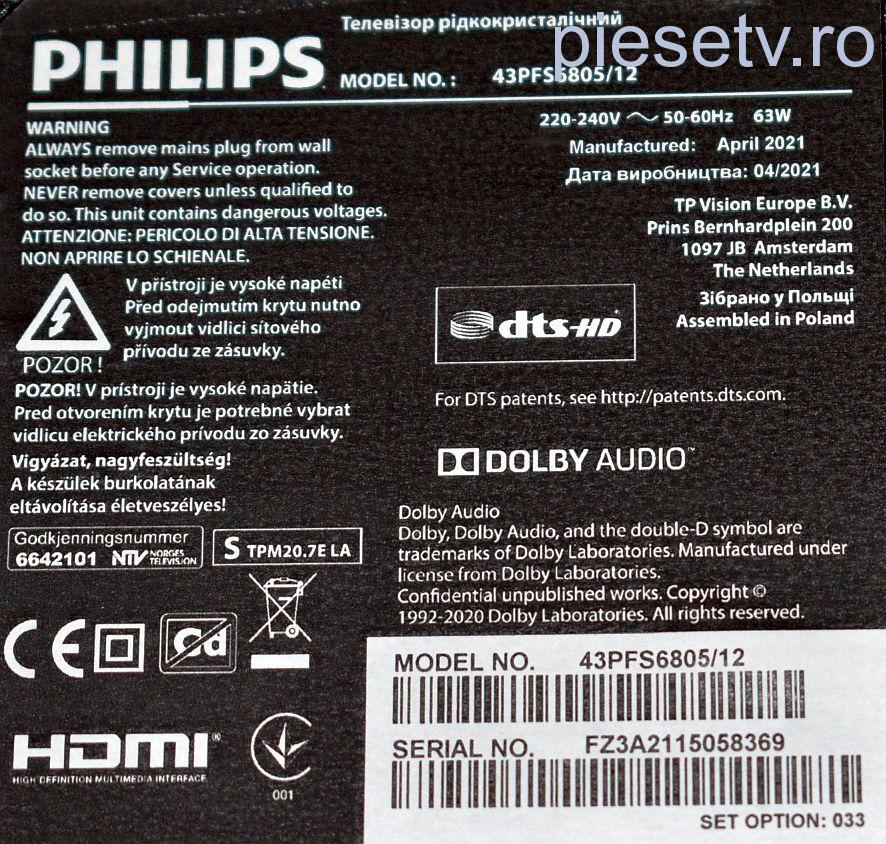 Телевізор рідкокристалічний
piesetv.ro
PHILIPS
MODEL NO. : 43PFS6805/12
220-240V 50-60Hz 63W
Manufactured: April 2021
Дата виробництва: 04/2021
WARNING
ALWAYS remove mains plug from wall
socket before any Service operation.
NEVER remove covers unless qualified to
do so. This unit contains dangerous voltages.
ATTENZIONE: PERICOLO DI ALTA TENSIONE.
NON APRIRE LO SCHIENALE.
TP Vision Europe B.V.
Prins Bernhardplein 200
1097 JB Amsterdam
The Netherlands
Зібрано у Польщі
Assembled in Poland
V přístroji je vysoké napétí
Před odejmutím krytu nutno
vyjmout vidlici sítového
přívodu ze zásuvky.
POZOR !
POZOR! V prístroji je vysoké napätie.
Pred otvorením krytu je potrebné vybrat
vidlicu elektrického prívodu zo zásuvky.
Vigyázat, nagyfeszültség!
A készülek burkolatának
eltávolítása életveszélyes!
dts-HD
For DTS patents, see http://patents.dts.com.
DOLBY AUDIO™
Dolby Audio
Dolby, Dolby Audio, and the double-D symbol are
trademarks of Dolby Laboratories. Manufactured under
license from Dolby Laboratories.
Confidential unpublished works. Copyright ©
1992-2020 Dolby Laboratories. All rights reserved.
Godkjenningsnummer
6642101 NTV NORGES TELEVISJON
S TPM20.7E LA
CE
Cd
HDMI®
HIGH DEFINITION MULTIMEDIA INTERFACE
001
MODEL NO. 43PFS6805/12
SERIAL NO. FZ3A2115058369
SET OPTION: 033